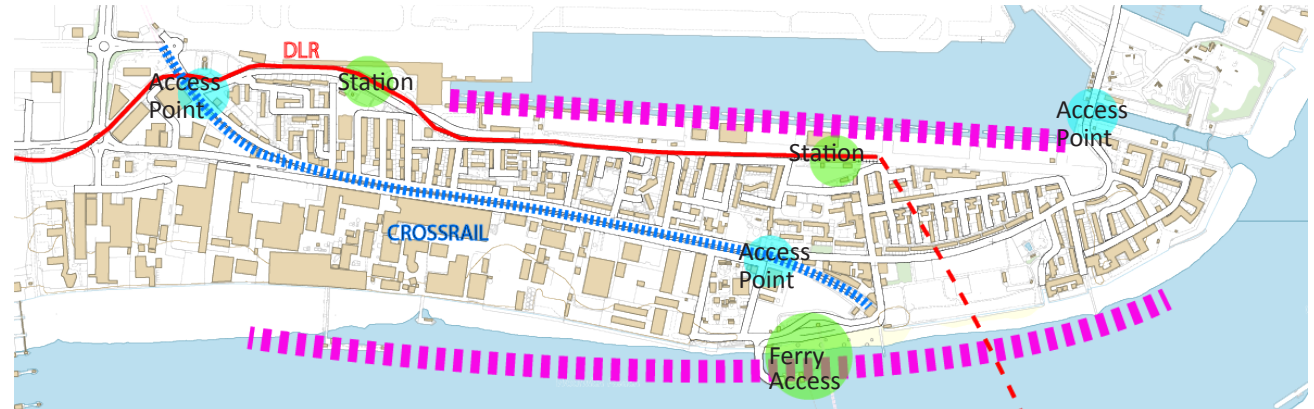 DLR
Access
Point
Station
Access
Point
Station
CROSSRAIL
Access
Point
Ferry
Access